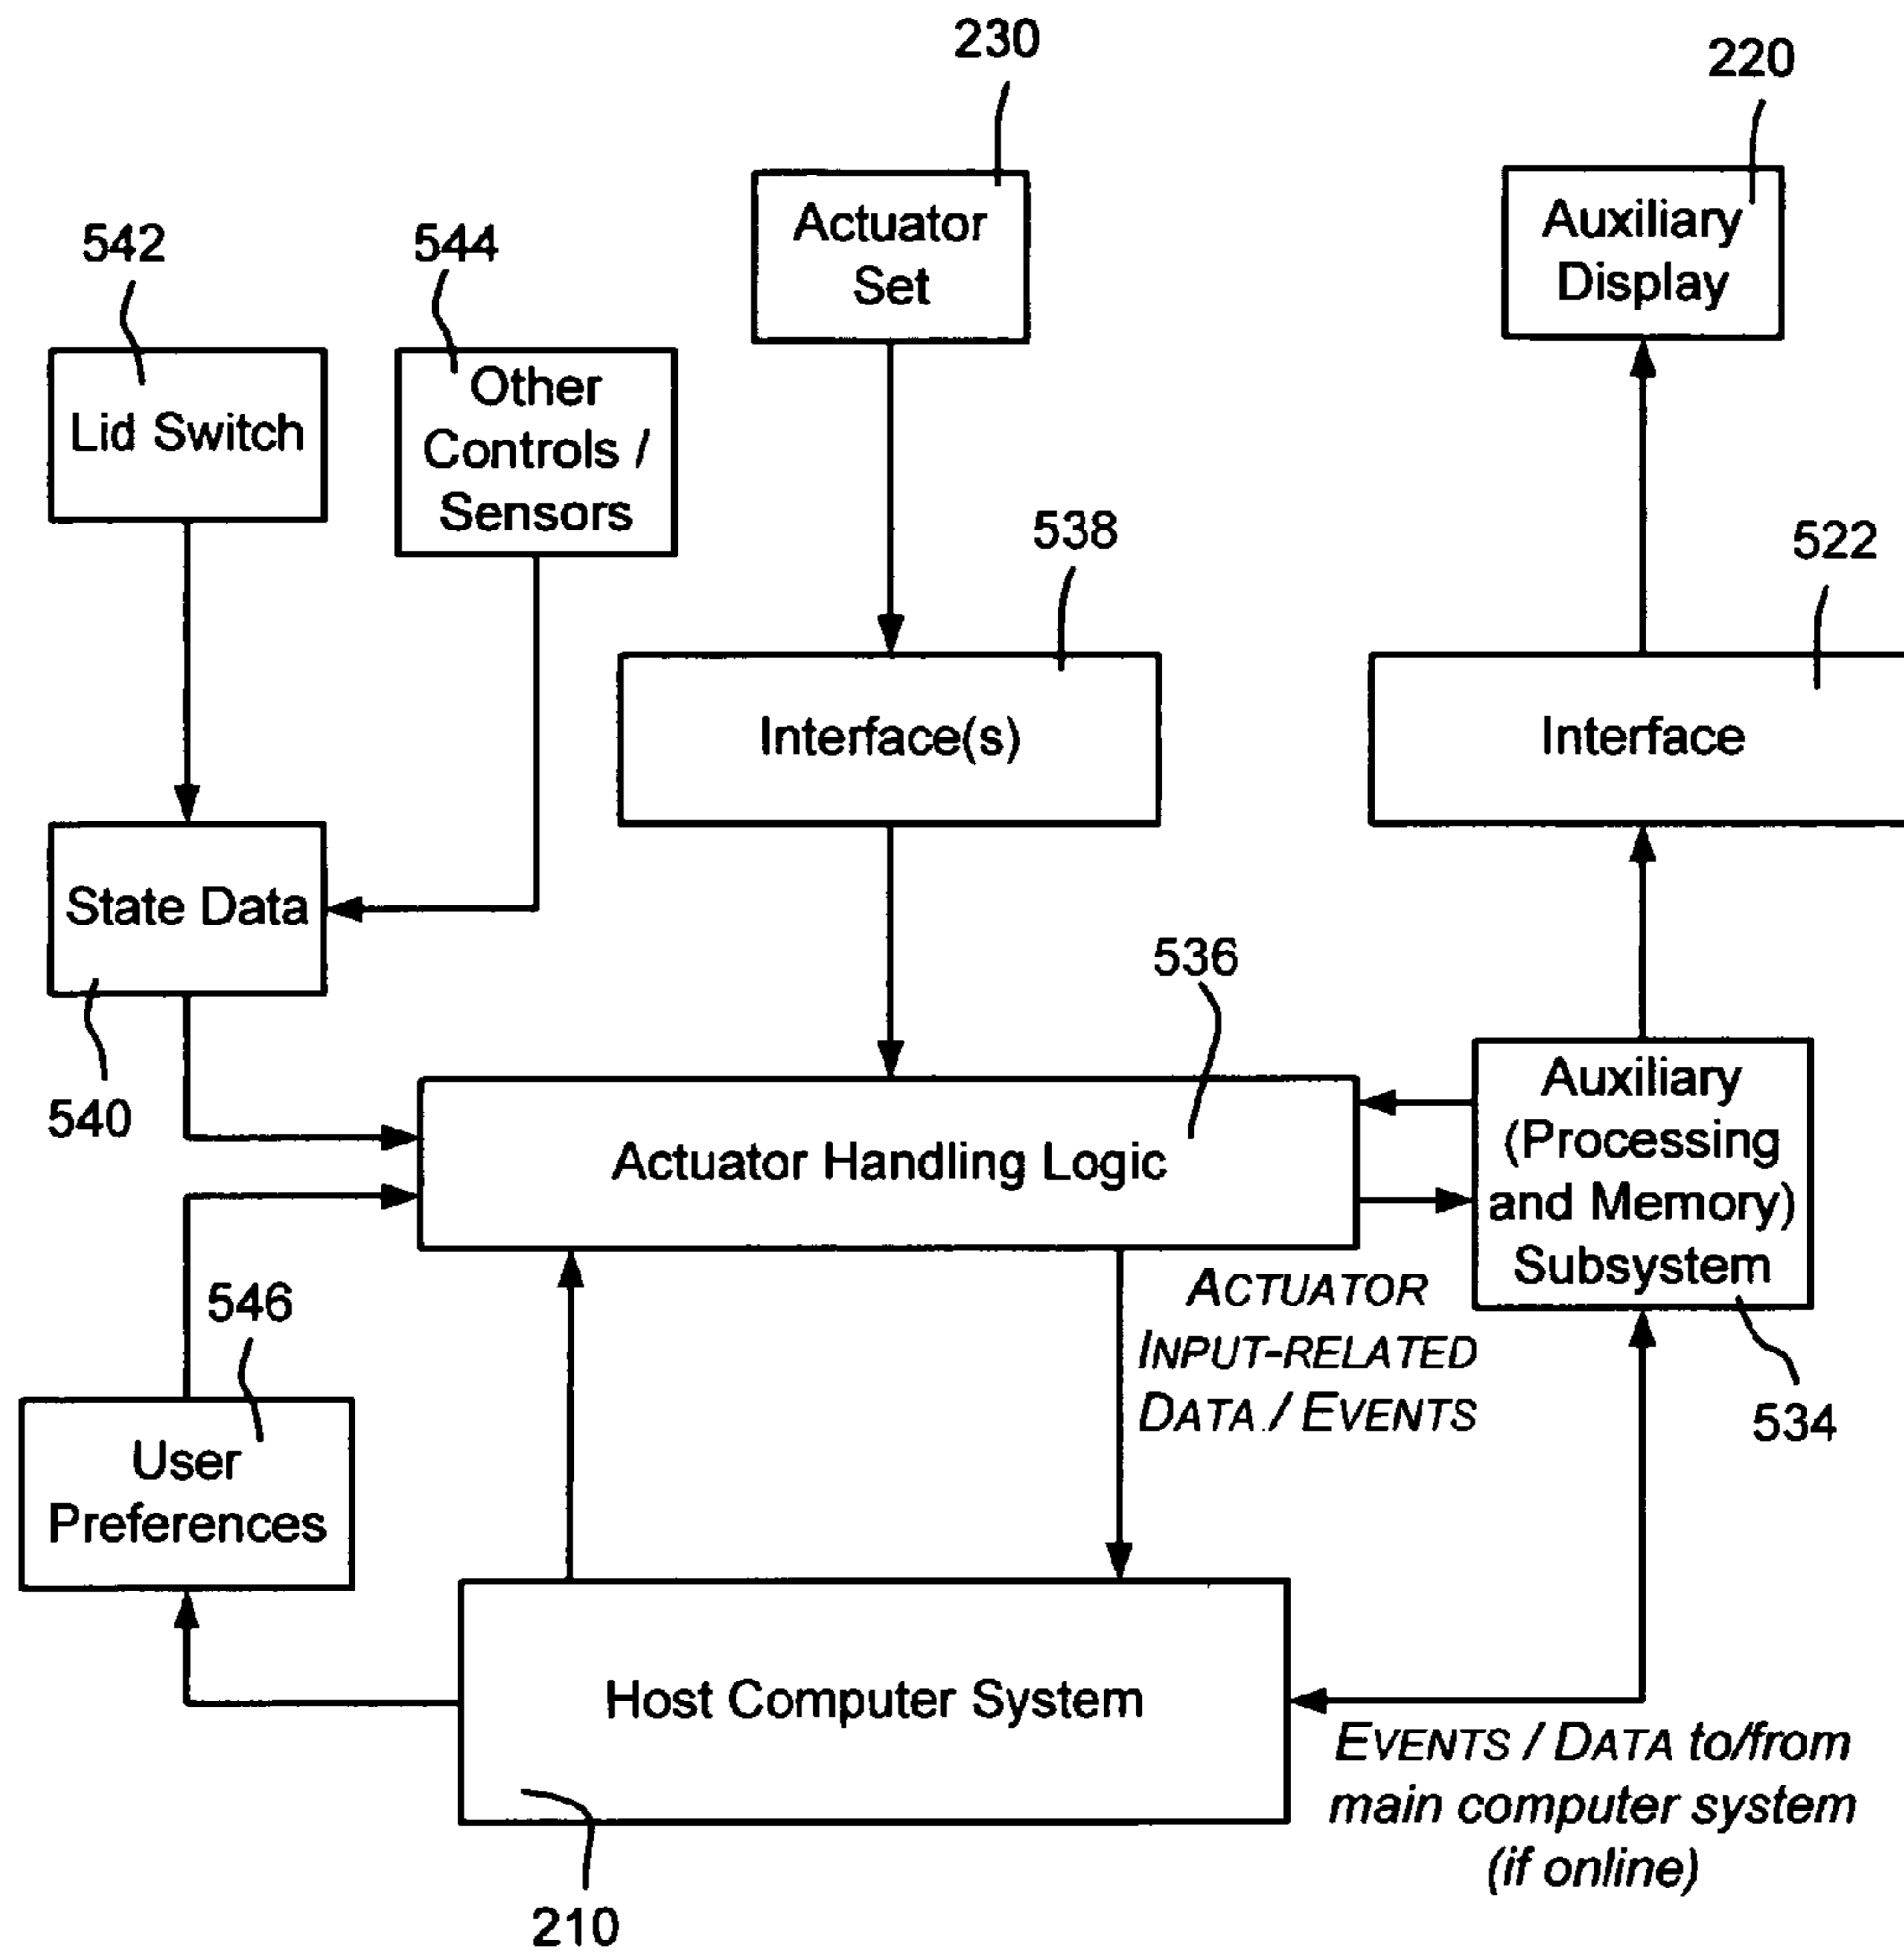 230
220
542
544
Actuator
Set
Auxiliary
Display
Lid Switch
Other
Controls /
Sensors
538
522
Interface(s)
Interface
State Data
536
540
Actuator Handling Logic
Auxiliary
(Processing
and Memory)
Subsystem
546
ACTUATOR
INPUT-RELATED
DATA / EVENTS
534
User
Preferences
Host Computer System
EVENTS / DATA to/from
main computer system
(if online)
210